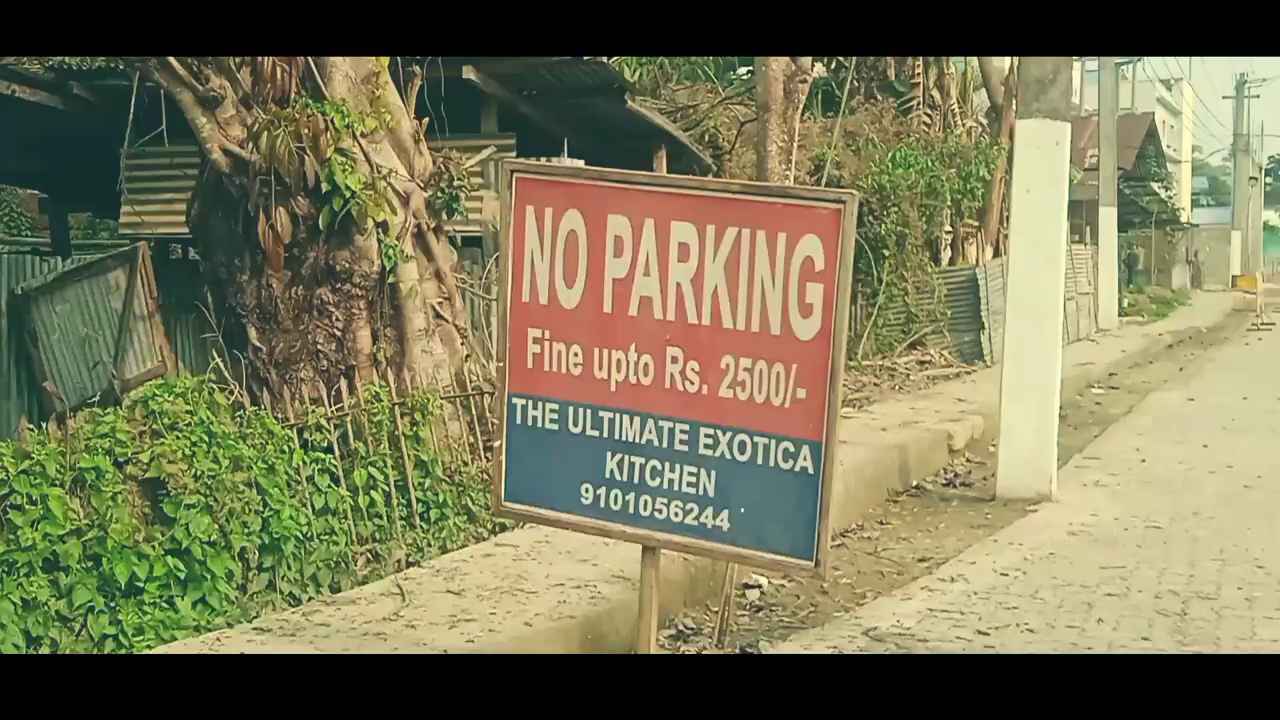 NO PARKING
Fine upto Rs. 2500/-
THE ULTIMATE EXOTICA
KITCHEN
9101056244